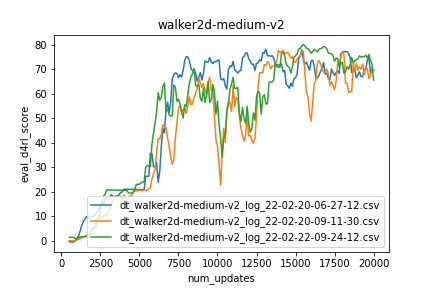 walker2d-medium-v2
eval_d4rl_score
80
70
60
50
40
30
20
10
0
dt_walker2d-medium-v2_log_22-02-20-06-27-12.csv
dt_walker2d-medium-v2_log_22-02-20-09-11-30.csv
dt_walker2d-medium-v2_log_22-02-22-09-24-12.csv
0 2500 5000 7500 10000 12500 15000 17500 20000
num_updates